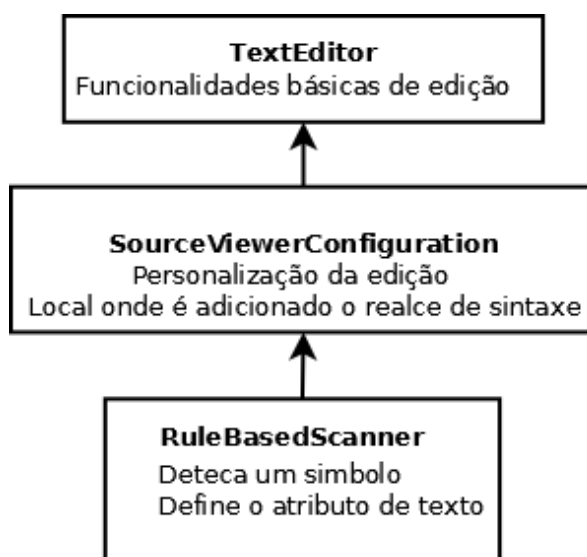 TextEditor
Funcionalidades básicas de edição
SourceViewerConfiguration
Personalização da edição
Local onde é adicionado o realce de sintaxe
RuleBasedScanner
Deteca um simbolo
Define o atributo de texto